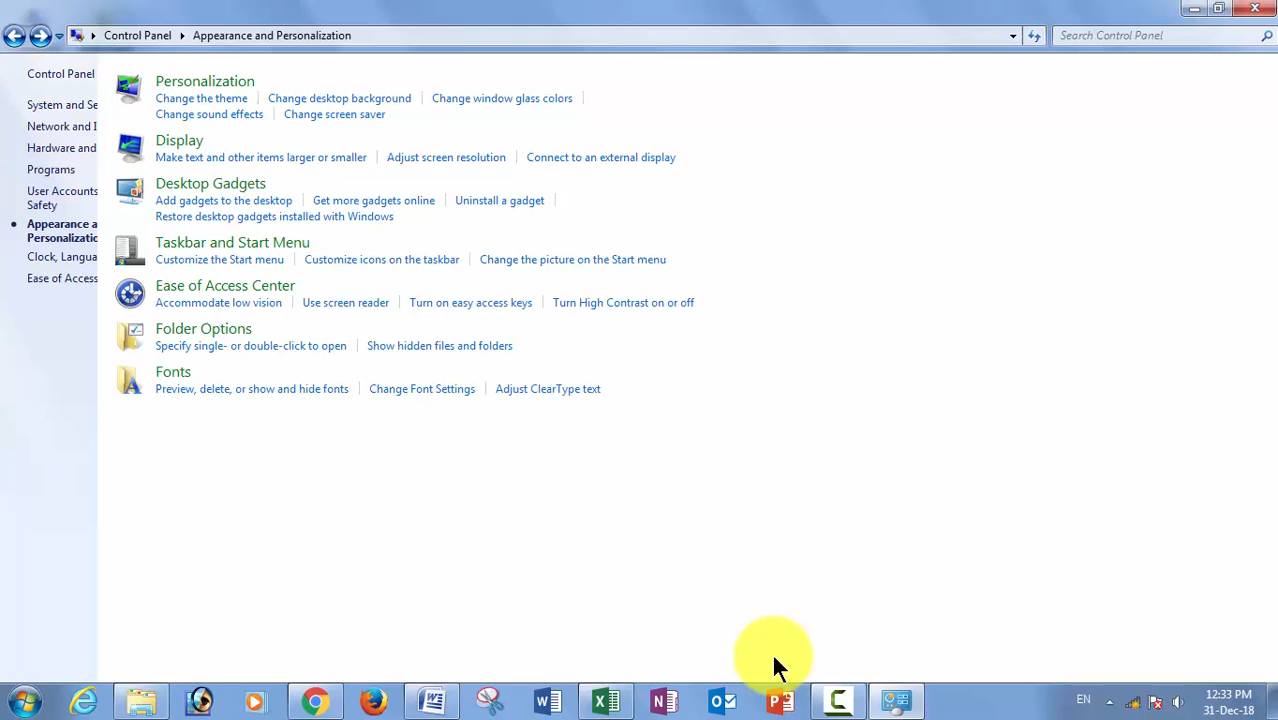 Control Panel Appearance and Personalization
Search Control Panel
Control Panel
System and Se
Network and I
Hardware and
Programs
User Accounts
Safety
Appearance a
Personalizatio
Clock, Langua
Ease of Access
Personalization
Change the theme Change desktop background Change window glass colors
Change sound effects Change screen saver
Display
Make text and other items larger or smaller Adjust screen resolution Connect to an external display
Desktop Gadgets
Add gadgets to the desktop Get more gadgets online Uninstall a gadget
Restore desktop gadgets installed with Windows
Taskbar and Start Menu
Customize the Start menu Customize icons on the taskbar Change the picture on the Start menu
Ease of Access Center
Accommodate low vision Use screen reader Turn on easy access keys Turn High Contrast on or off
Folder Options
Specify single- or double-click to open Show hidden files and folders
Fonts
Preview, delete, or show and hide fonts Change Font Settings Adjust ClearType text
EN
12:33 PM
31-Dec-18